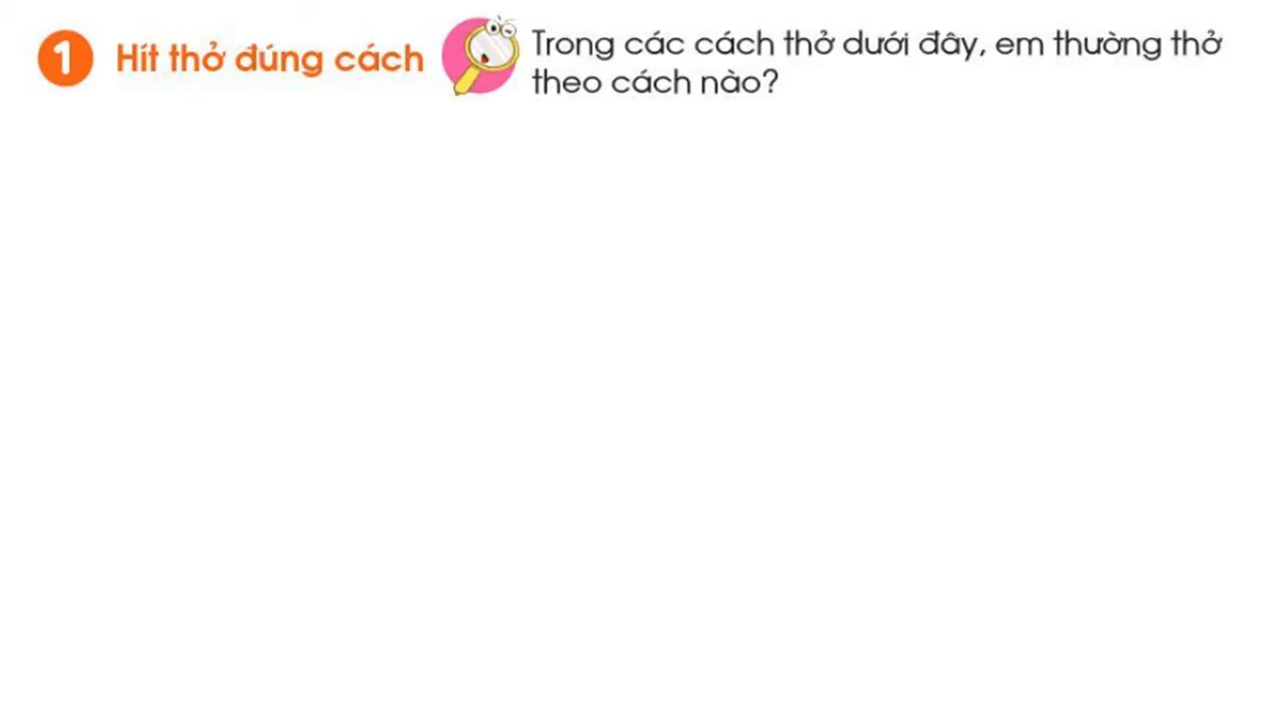 1 Hít thở đúng cách
Trong các cách thở dưới đây, em thường thở
theo cách nào?